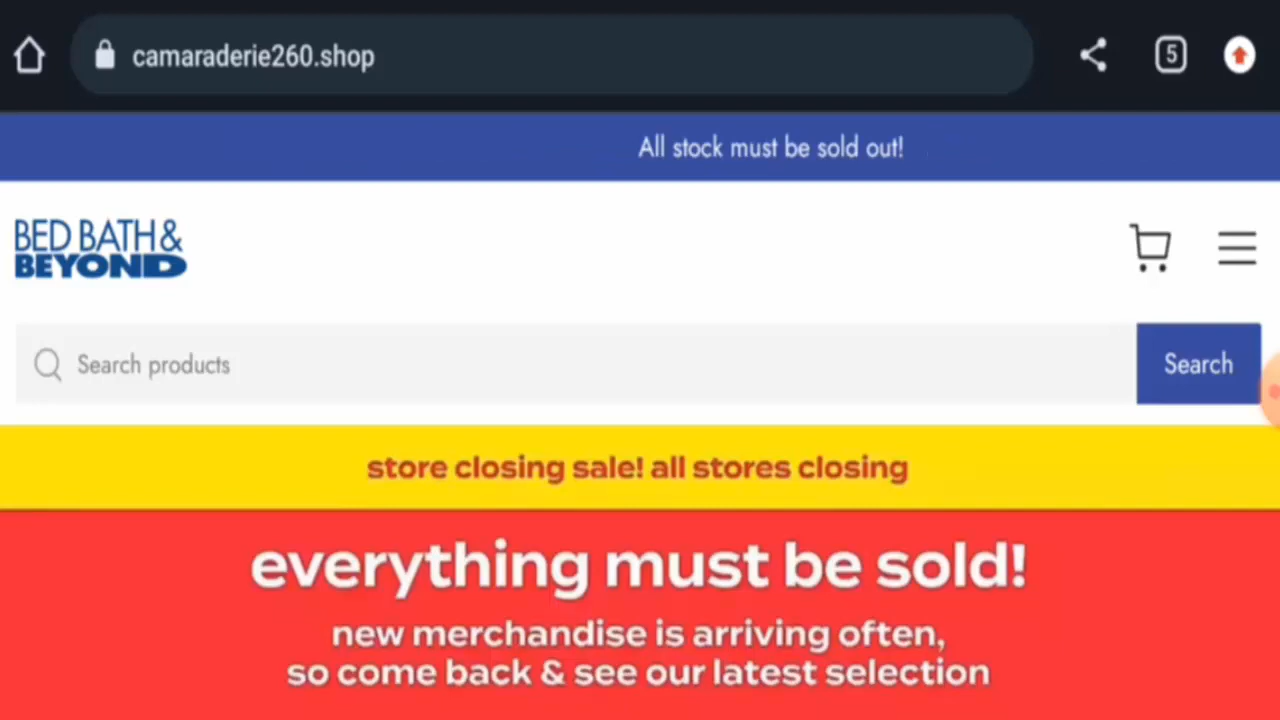 camaraderie260.shop
5
All stock must be sold out!
BED BATH &
BEYOND
Search products
Search
store closing sale! all stores closing
everything must be sold!
new merchandise is arriving often,
so come back & see our latest selection